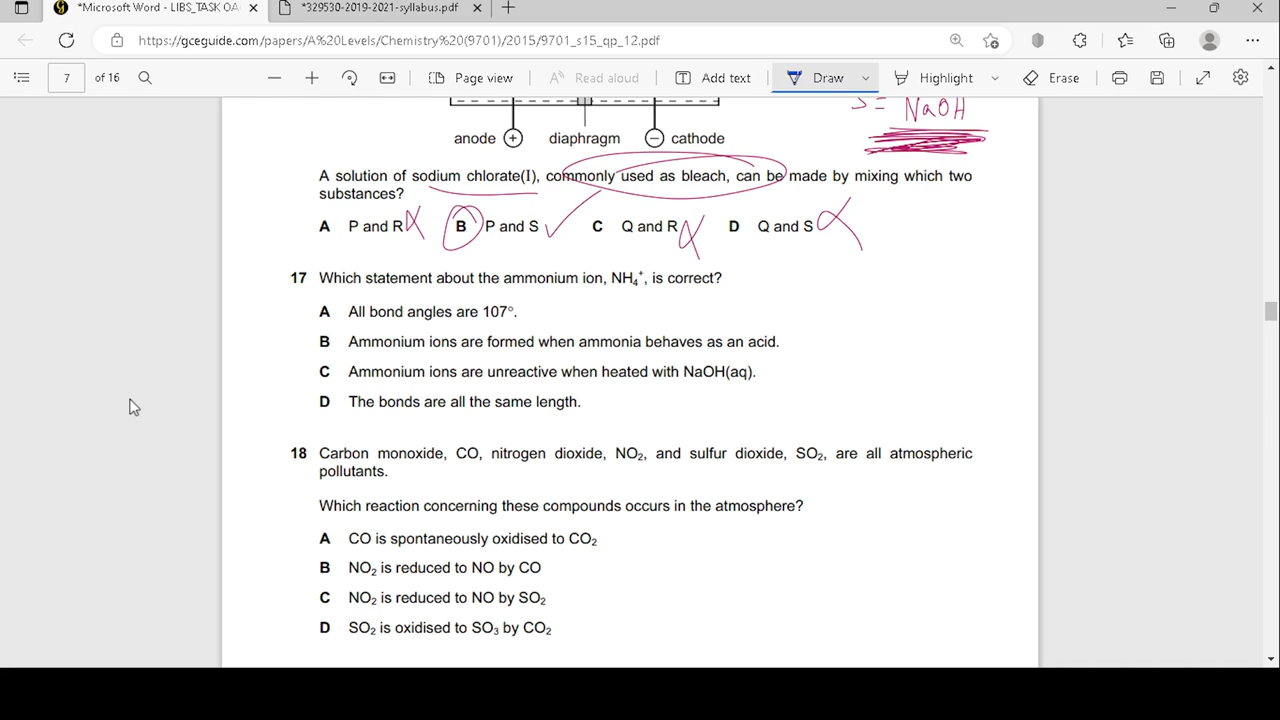 *Microsoft Word - LIBS_TASK OA
*329530-2019-2021-syllabus.pdf
https://gceguide.com/papers/A%20Levels/Chemistry%20(9701)/2015/9701_s15_qp_12.pdf
7 of 16
Page view
Read aloud
Add text
Draw
Highlight
Erase
S = NaOH
anode + diaphragm – cathode
A solution of sodium chlorate(I), commonly used as bleach, can be made by mixing which two
substances?
A P and R B P and S C Q and R D Q and S
17 Which statement about the ammonium ion, NH₄⁺, is correct?
A All bond angles are 107°.
B Ammonium ions are formed when ammonia behaves as an acid.
C Ammonium ions are unreactive when heated with NaOH(aq).
D The bonds are all the same length.
18 Carbon monoxide, CO, nitrogen dioxide, NO₂, and sulfur dioxide, SO₂, are all atmospheric
pollutants.
Which reaction concerning these compounds occurs in the atmosphere?
A CO is spontaneously oxidised to CO₂
B NO₂ is reduced to NO by CO
C NO₂ is reduced to NO by SO₂
D SO₂ is oxidised to SO₃ by CO₂